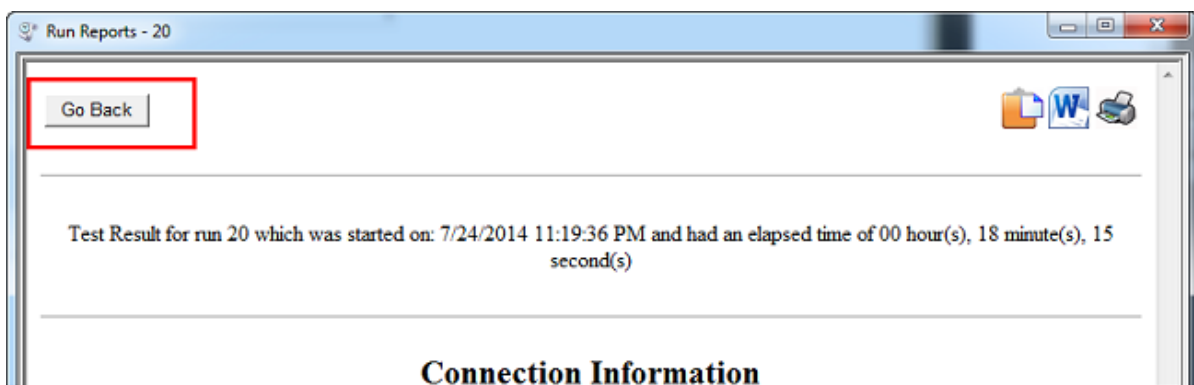 Run Reports - 20
Go Back
W
Test Result for run 20 which was started on: 7/24/2014 11:19:36 PM and had an elapsed time of 00 hour(s), 18 minute(s), 15
second(s)
Connection Information